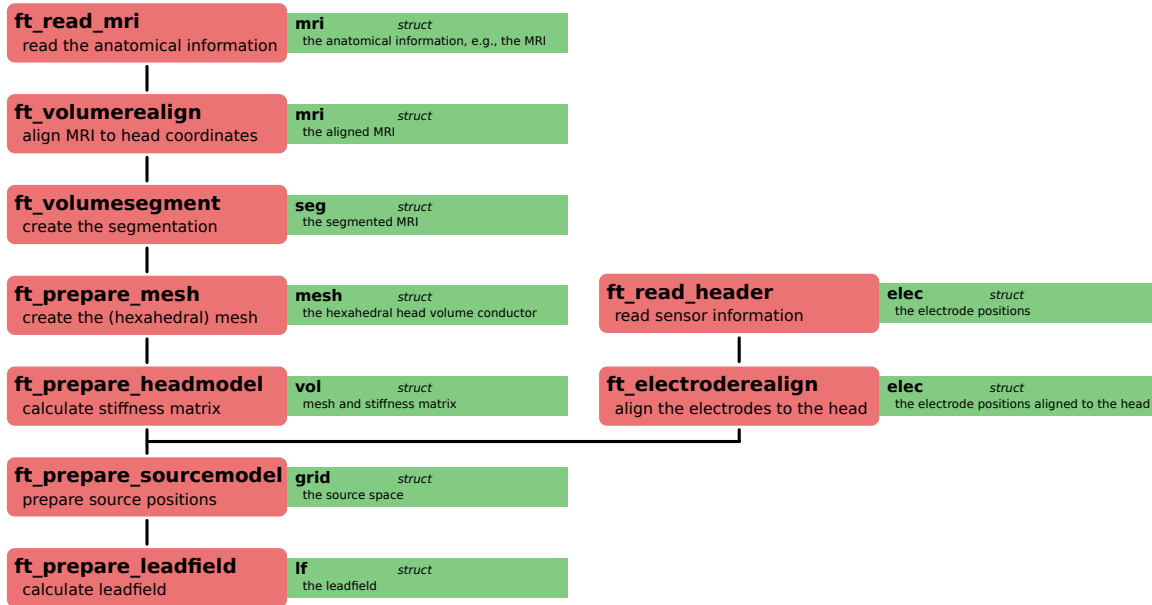 ft_read_mri
read the anatomical information
mri struct
the anatomical information, e.g., the MRI
ft_volumerealign
align MRI to head coordinates
mri struct
the aligned MRI
ft_volumesegment
create the segmentation
seg struct
the segmented MRI
ft_prepare_mesh
create the (hexahedral) mesh
mesh struct
the hexahedral head volume conductor
ft_read_header
read sensor information
elec struct
the electrode positions
ft_prepare_headmodel
calculate stiffness matrix
vol struct
mesh and stiffness matrix
ft_electroderealign
align the electrodes to the head
elec struct
the electrode positions aligned to the head
ft_prepare_sourcemodel
prepare source positions
grid struct
the source space
ft_prepare_leadfield
calculate leadfield
lf struct
the leadfield